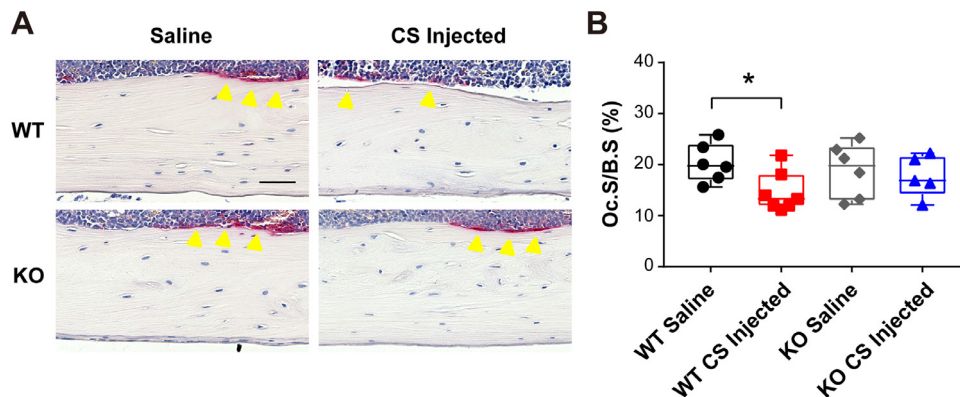 A
Saline
CS Injected
WT
KO
B
Oc.S/B.S (%)
40
30
20
10
0
*
WT Saline
WT CS Injected
KO Saline
KO CS Injected